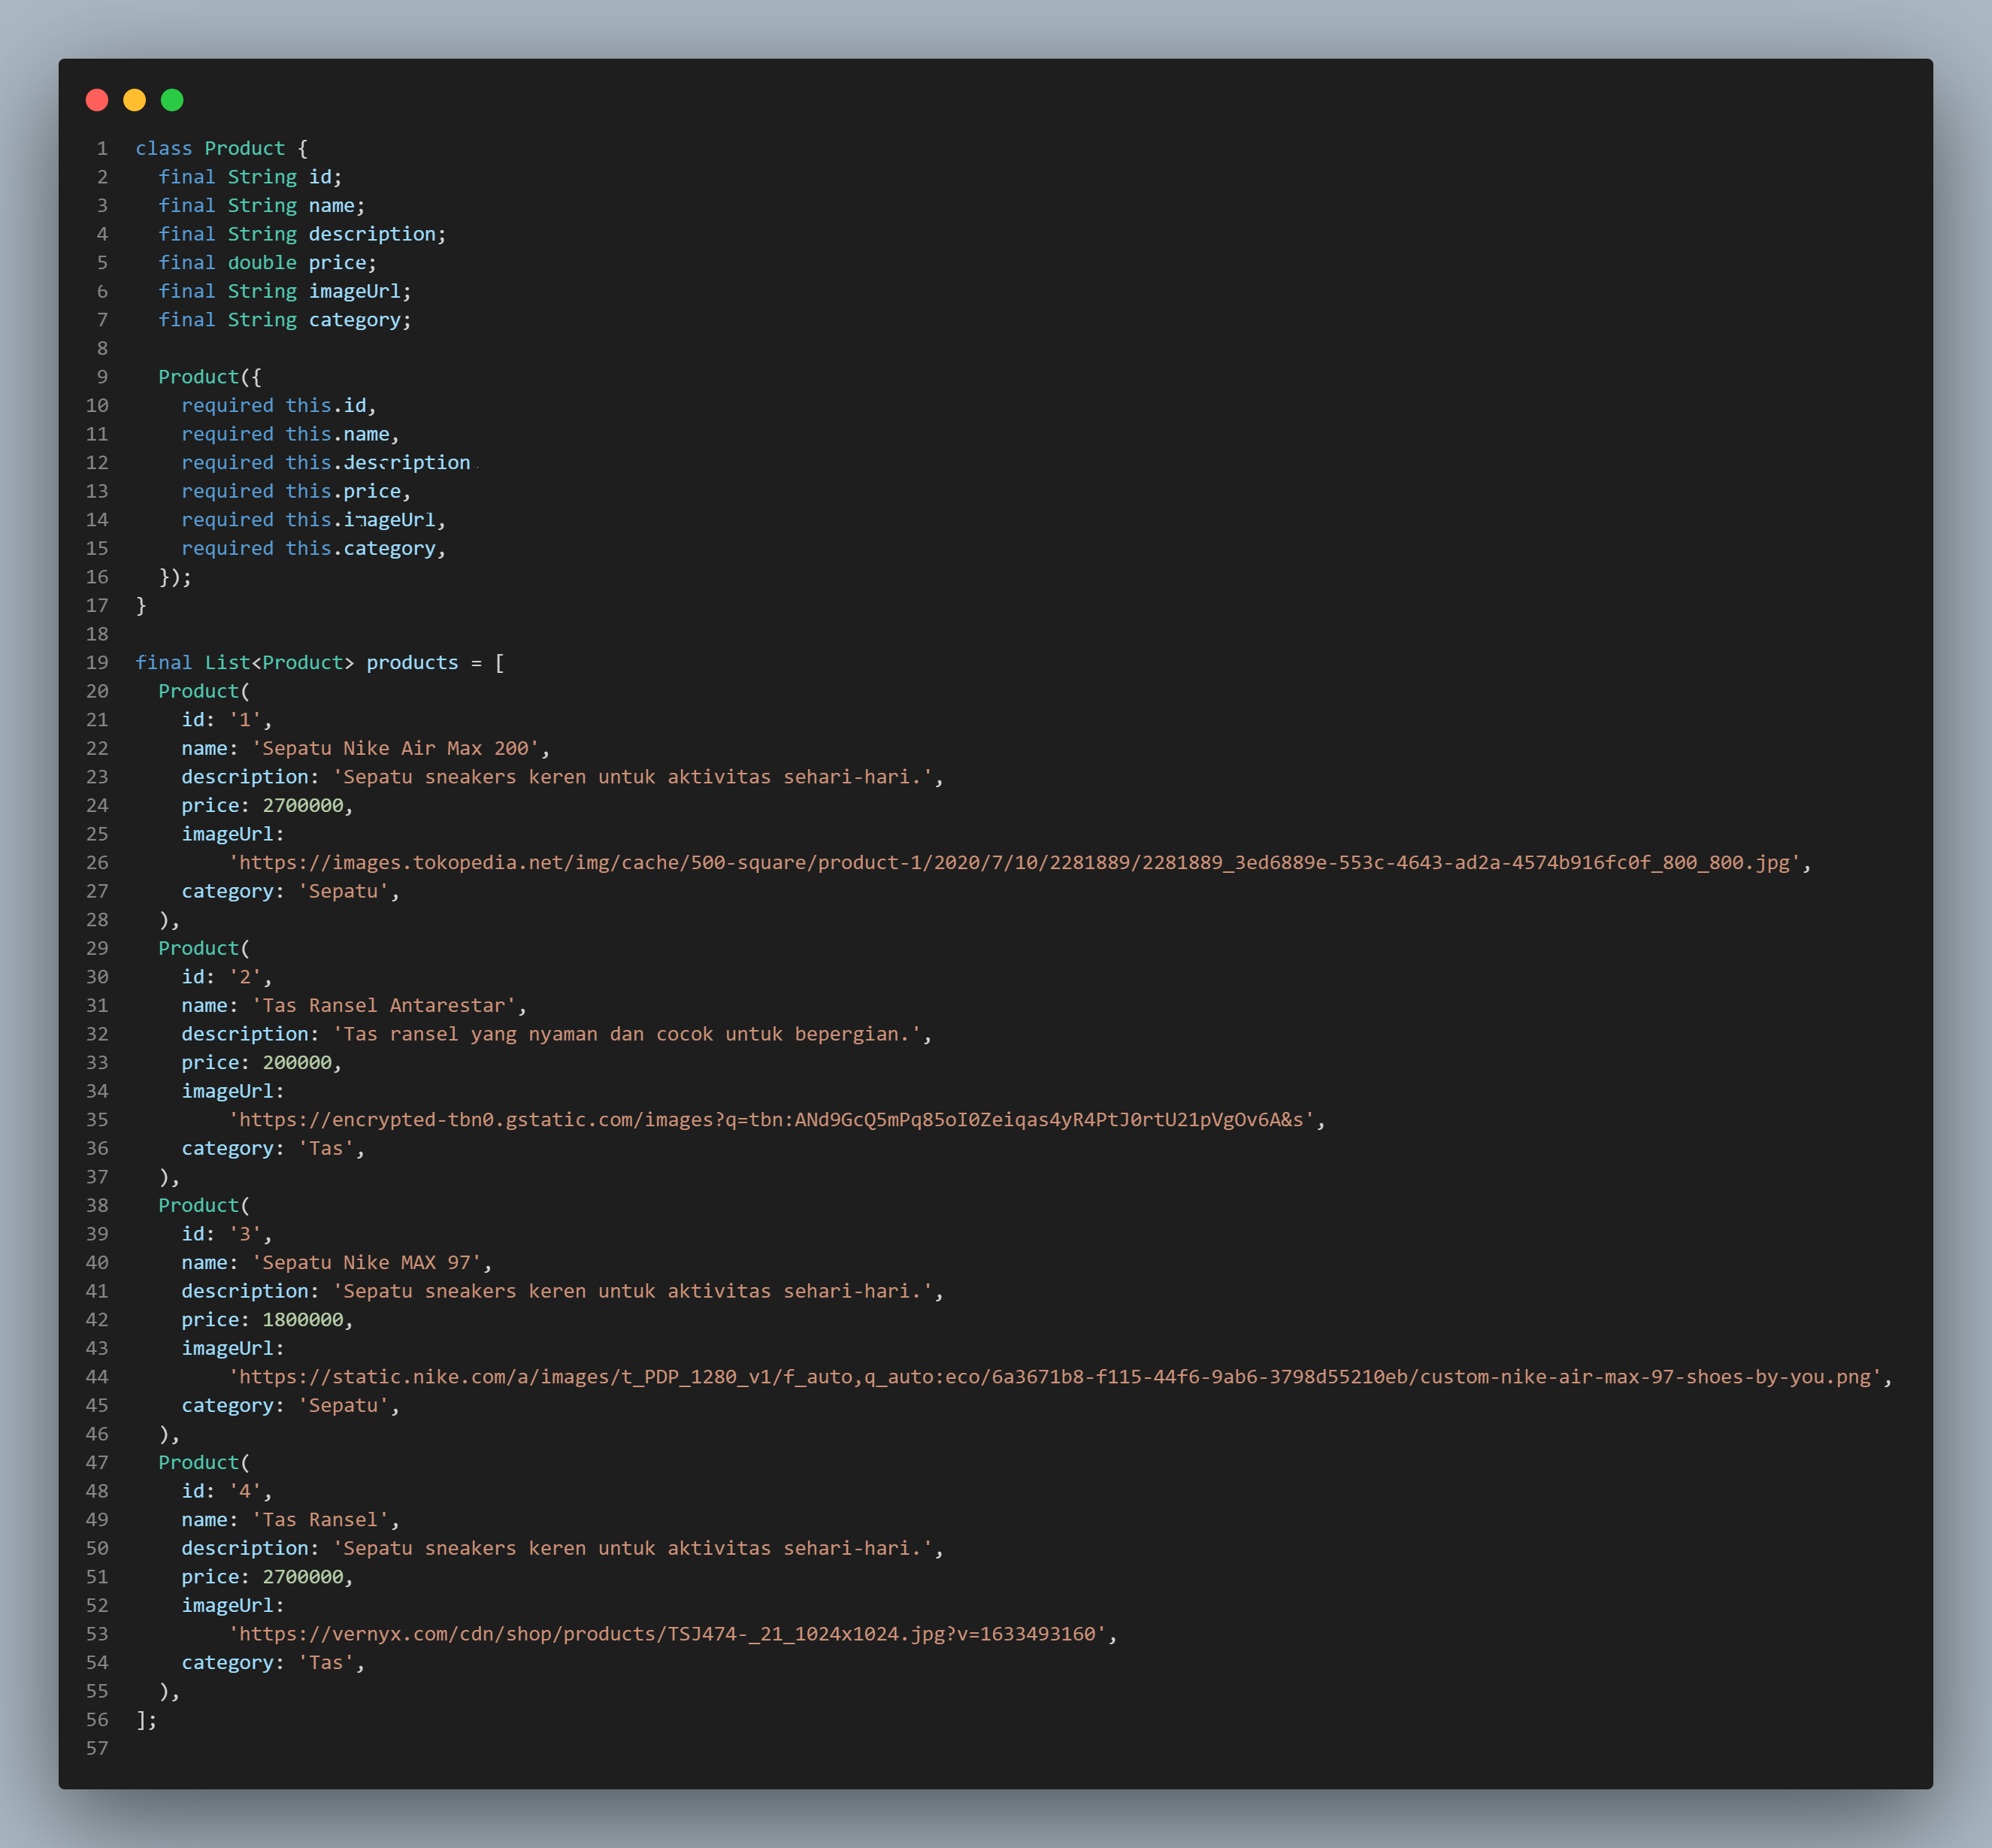 1 class Product {
2 final String id;
3 final String name;
4 final String description;
5 final double price;
6 final String imageUrl;
7 final String category;
8
9 Product({
10 required this.id,
11 required this.name,
12 required this.description
13 required this.price,
14 required this.imageUrl,
15 required this.category,
16 });
17 }
18
19 final List<Product> products = [
20 Product(
21 id: '1',
22 name: 'Sepatu Nike Air Max 200',
23 description: 'Sepatu sneakers keren untuk aktivitas sehari-hari.',
24 price: 2700000,
25 imageUrl:
26 'https://images.tokopedia.net/img/cache/500-square/product-1/2020/7/10/2281889/2281889_3ed6889e-553c-4643-ad2a-4574b916fc0f_800_800.jpg',
27 category: 'Sepatu',
28 ),
29 Product(
30 id: '2',
31 name: 'Tas Ransel Antarestar',
32 description: 'Tas ransel yang nyaman dan cocok untuk bepergian.',
33 price: 200000,
34 imageUrl:
35 'https://encrypted-tbn0.gstatic.com/images?q=tbn:ANd9GcQ5mPq85oI0Zeiqas4yR4PtJ0rtU21pVgOv6A&s',
36 category: 'Tas',
37 ),
38 Product(
39 id: '3',
40 name: 'Sepatu Nike MAX 97',
41 description: 'Sepatu sneakers keren untuk aktivitas sehari-hari.',
42 price: 1800000,
43 imageUrl:
44 'https://static.nike.com/a/images/t_PDP_1280_v1/f_auto,q_auto:eco/6a3671b8-f115-44f6-9ab6-3798d55210eb/custom-nike-air-max-97-shoes-by-you.png',
45 category: 'Sepatu',
46 ),
47 Product(
48 id: '4',
49 name: 'Tas Ransel',
50 description: 'Sepatu sneakers keren untuk aktivitas sehari-hari.',
51 price: 2700000,
52 imageUrl:
53 'https://vernyx.com/cdn/shop/products/TSJ474-_21_1024x1024.jpg?v=1633493160',
54 category: 'Tas',
55 ),
56 ];
57